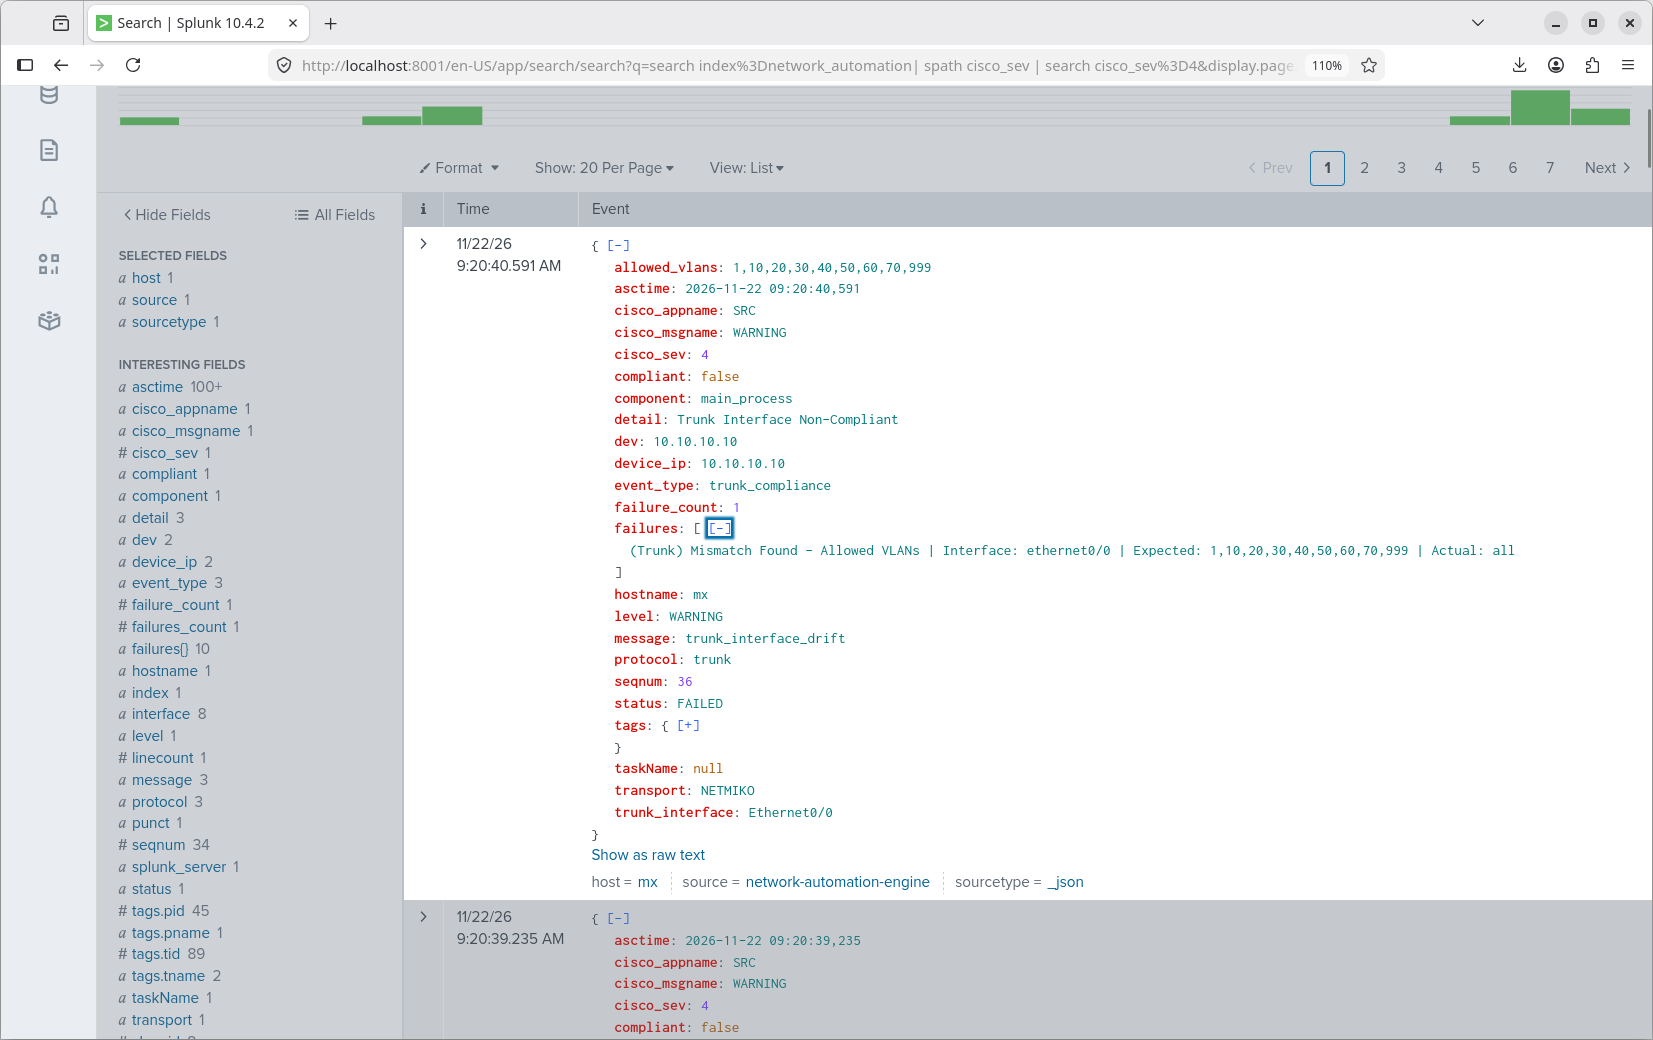 Search | Splunk 10.4.2
http://localhost:8001/en-US/app/search/search?q=search index%3Dnetwork_automation| spath cisco_sev | search cisco_sev%3D4&display.page
110%
Format
Show: 20 Per Page
View: List
Prev
1
2
3
4
5
6
7
Next
Hide Fields
All Fields
SELECTED FIELDS
a host 1
a source 1
a sourcetype 1
INTERESTING FIELDS
a asctime 100+
a cisco_appname 1
a cisco_msgname 1
# cisco_sev 1
a compliant 1
a component 1
a detail 3
a dev 2
a device_ip 2
a event_type 3
# failure_count 1
# failures_count 1
a failures{} 10
a hostname 1
a index 1
a interface 8
a level 1
# linecount 1
a message 3
a protocol 3
a punct 1
# seqnum 34
a splunk_server 1
a status 1
# tags.pid 45
a tags.pname 1
# tags.tid 89
a tags.tname 2
a taskName 1
a transport 1
i
Time
Event
11/22/26
9:20:40.591 AM
{ [-]
allowed_vlans: 1,10,20,30,40,50,60,70,999
asctime: 2026-11-22 09:20:40,591
cisco_appname: SRC
cisco_msgname: WARNING
cisco_sev: 4
compliant: false
component: main_process
detail: Trunk Interface Non-Compliant
dev: 10.10.10.10
device_ip: 10.10.10.10
event_type: trunk_compliance
failure_count: 1
failures: [ [-]
(Trunk) Mismatch Found - Allowed VLANs | Interface: ethernet0/0 | Expected: 1,10,20,30,40,50,60,70,999 | Actual: all
]
hostname: mx
level: WARNING
message: trunk_interface_drift
protocol: trunk
seqnum: 36
status: FAILED
tags: { [+]
}
taskName: null
transport: NETMIKO
trunk_interface: Ethernet0/0
}
Show as raw text
host = mx
source = network-automation-engine
sourcetype = _json
11/22/26
9:20:39.235 AM
{ [-]
asctime: 2026-11-22 09:20:39,235
cisco_appname: SRC
cisco_msgname: WARNING
cisco_sev: 4
compliant: false